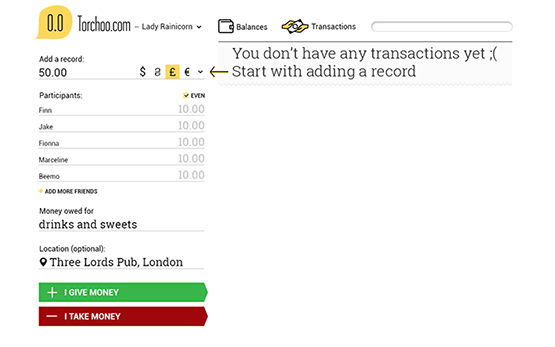 0.0 Torchoo.com – Lady Rainicorn
Balances
Transactions
Add a record:
50.00 $ ₴ £ €
You don't have any transactions yet ;(
Start with adding a record
Participants: EVEN
Finn 10.00
Jake 10.00
Fionna 10.00
Marceline 10.00
Beemo 10.00
+ ADD MORE FRIENDS
Money owed for
drinks and sweets
Location (optional):
Three Lords Pub, London
+ I GIVE MONEY
– I TAKE MONEY